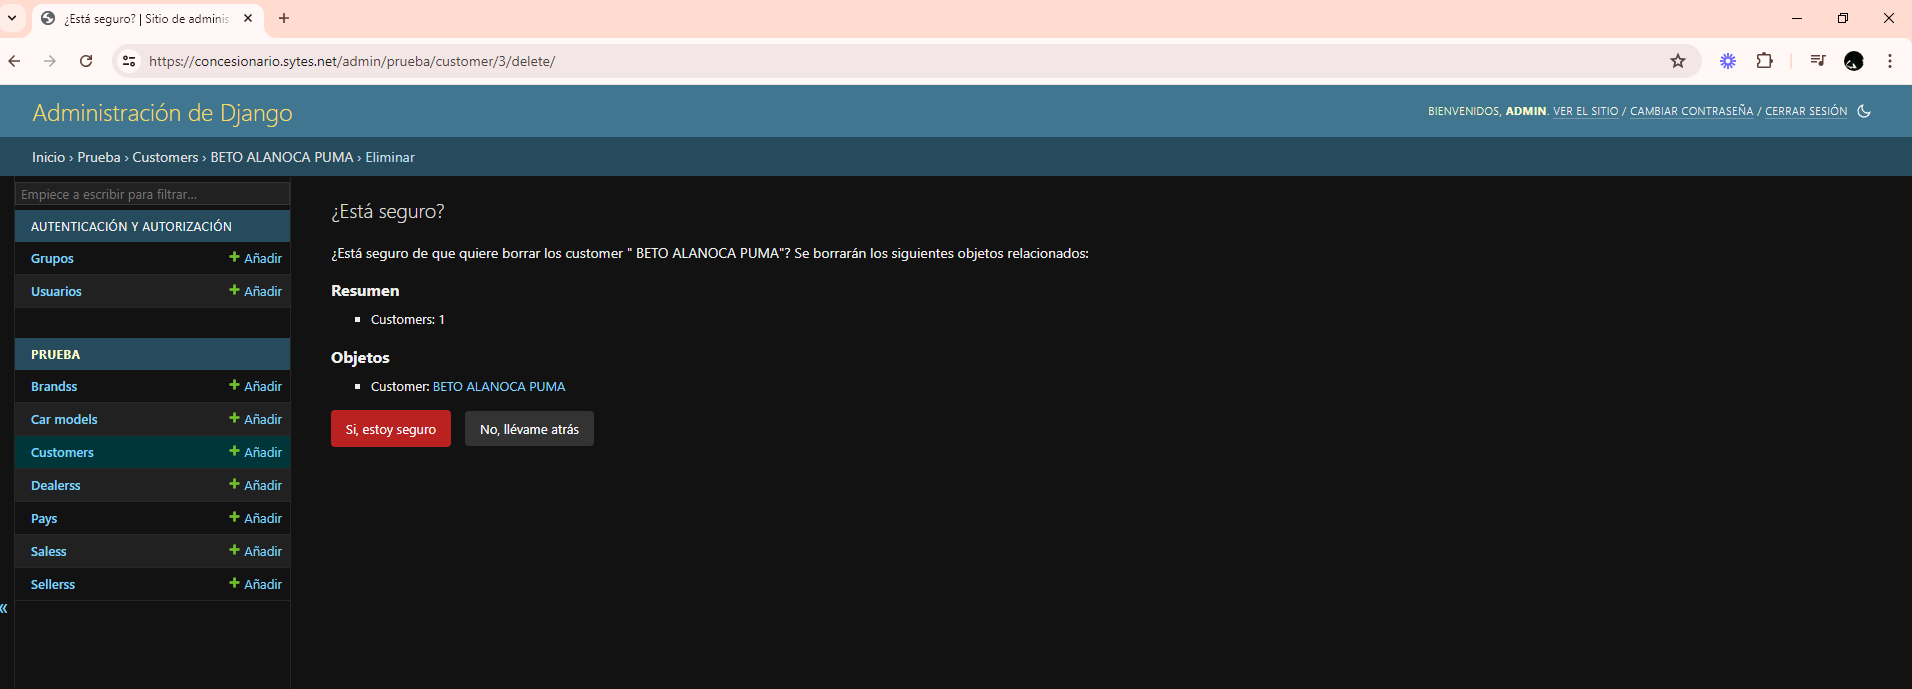 ¿Está seguro? | Sitio de adminis
https://concesionario.sytes.net/admin/prueba/customer/3/delete/
Administración de Django
BIENVENIDOS, ADMIN. VER EL SITIO / CAMBIAR CONTRASEÑA / CERRAR SESIÓN
Inicio › Prueba › Customers › BETO ALANOCA PUMA › Eliminar
Empiece a escribir para filtrar...
AUTENTICACIÓN Y AUTORIZACIÓN
Grupos + Añadir
Usuarios + Añadir
PRUEBA
Brandss + Añadir
Car models + Añadir
Customers + Añadir
Dealerss + Añadir
Pays + Añadir
Saless + Añadir
Sellerss + Añadir
«
¿Está seguro?
¿Está seguro de que quiere borrar los customer " BETO ALANOCA PUMA"? Se borrarán los siguientes objetos relacionados:
Resumen
Customers: 1
Objetos
Customer: BETO ALANOCA PUMA
Si, estoy seguro
No, llévame atrás